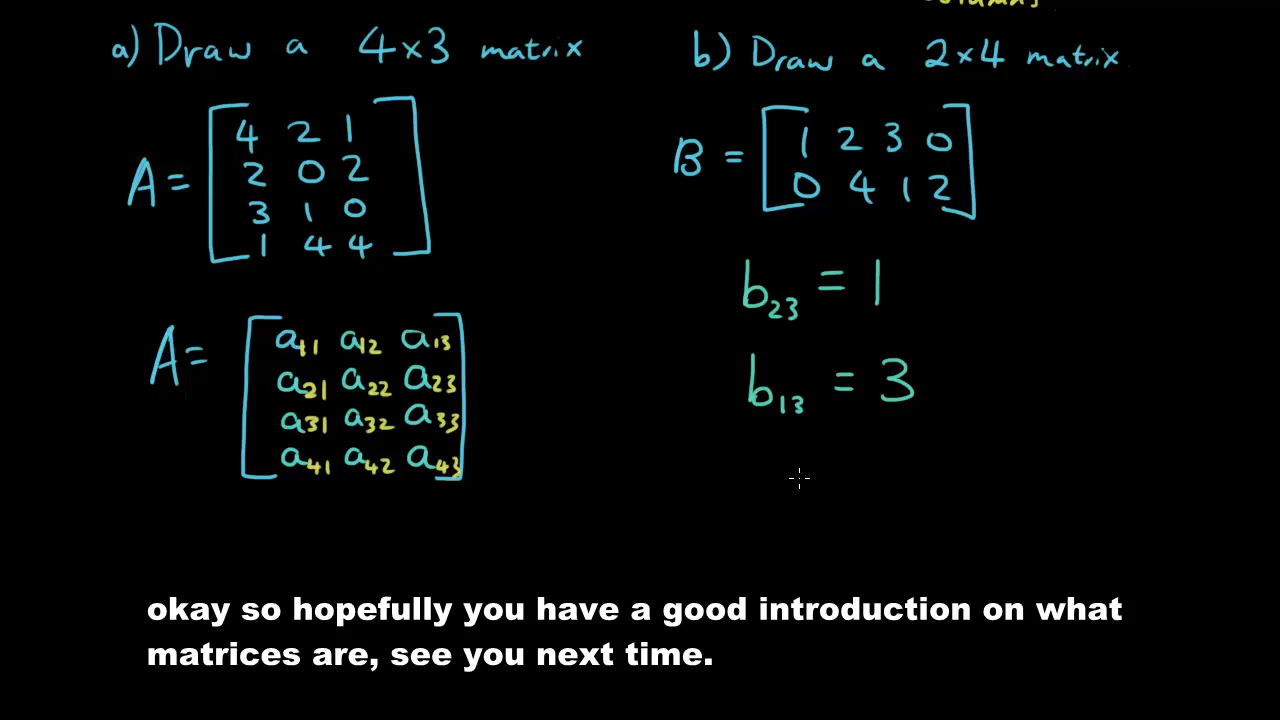 columns
a) Draw a 4×3 matrix
A = [4 2 1
2 0 2
3 1 0
1 4 4]
A = [a11 a12 a13
a21 a22 a23
a31 a32 a33
a41 a42 a43]
b) Draw a 2×4 matrix
B = [1 2 3 0
0 4 1 2]
b23 = 1
b13 = 3
okay so hopefully you have a good introduction on what
matrices are, see you next time.